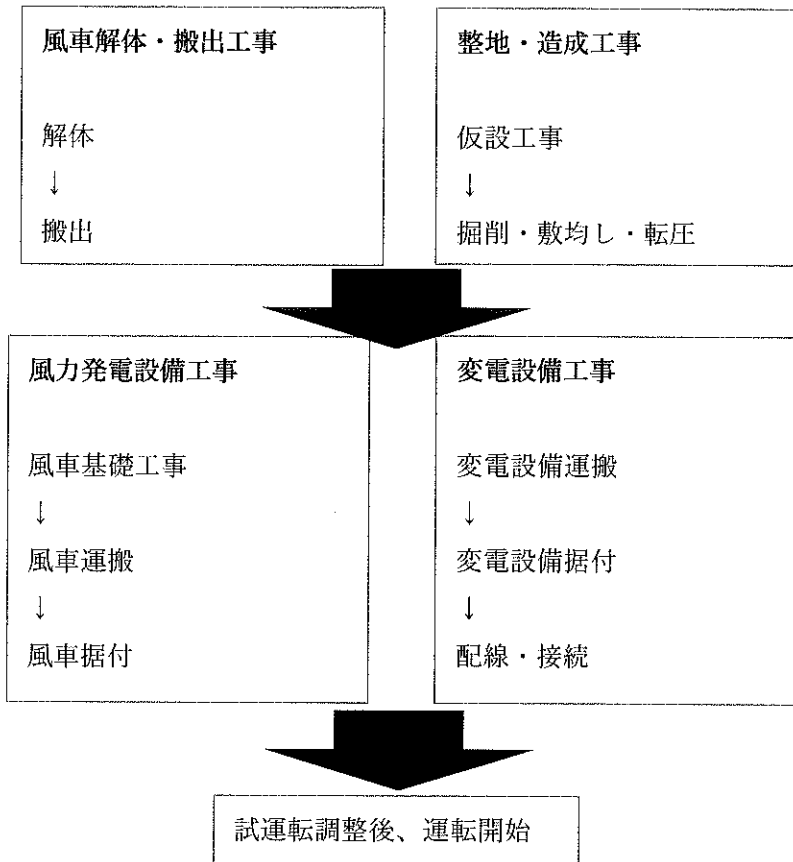 風車解体・搬出工事
解体
↓
搬出
整地・造成工事
仮設工事
↓
掘削・敷均し・転圧
風力発電設備工事
風車基礎工事
↓
風車運搬
↓
風車据付
変電設備工事
変電設備運搬
↓
変電設備据付
↓
配線・接続
試運転調整後、運転開始